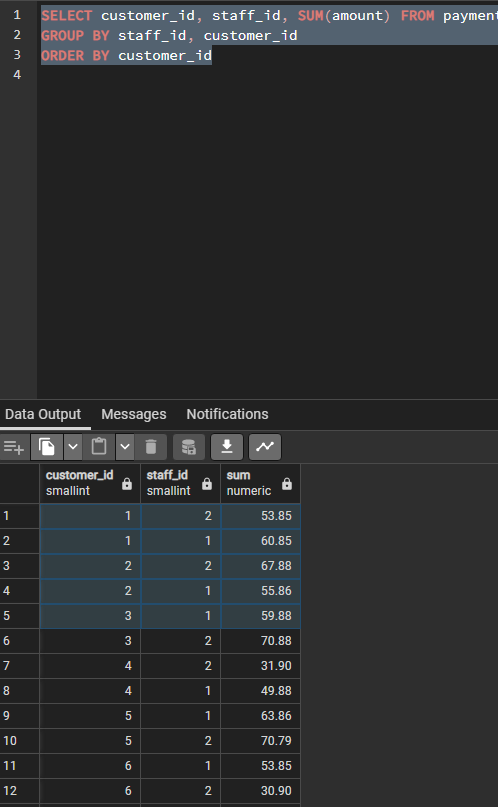 1 SELECT customer_id, staff_id, SUM(amount) FROM payment
2 GROUP BY staff_id, customer_id
3 ORDER BY customer_id
4
Data Output Messages Notifications
customer_id staff_id sum
smallint smallint numeric
1 1 2 53.85
2 1 1 60.85
3 2 2 67.88
4 2 1 55.86
5 3 1 59.88
6 3 2 70.88
7 4 2 31.90
8 4 1 49.88
9 5 1 63.86
10 5 2 70.79
11 6 1 53.85
12 6 2 30.90